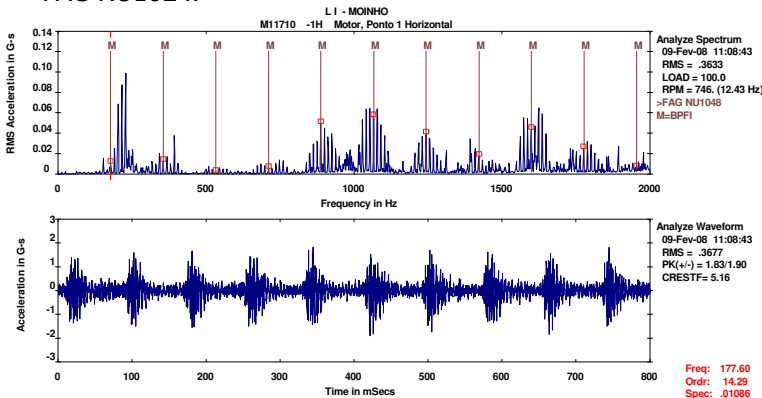 L I - MOINHO
M11710 -1H Motor, Ponto 1 Horizontal
RMS Acceleration in G-s
0.14
0.12
0.10
0.08
0.06
0.04
0.02
0
M M M M M M M M M M M
0 500 1000 1500 2000
Frequency in Hz
Analyze Spectrum
09-Fev-08 11:08:43
RMS = .3633
LOAD = 100.0
RPM = 746. (12.43 Hz)
>FAG NU1048
M=BPFI
Acceleration in G-s
3
2
1
0
-1
-2
-3
0 100 200 300 400 500 600 700 800
Time in mSecs
Analyze Waveform
09-Fev-08 11:08:43
RMS = .3677
PK(+/-) = 1.83/1.90
CRESTF= 5.16
Freq: 177.60
Ordr: 14.29
Spec: .01086